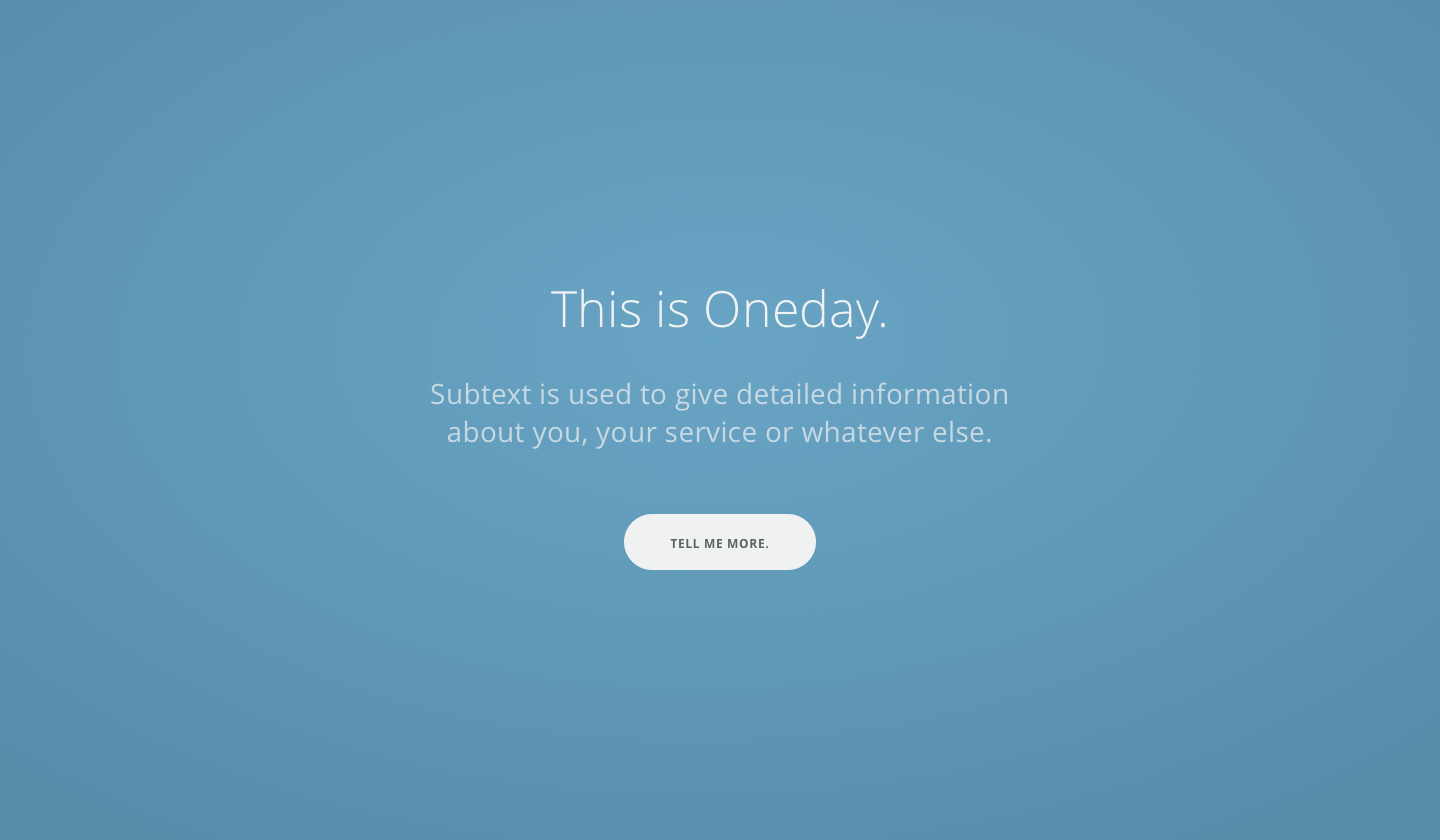 This is Oneday.
Subtext is used to give detailed information
about you, your service or whatever else.
TELL ME MORE.